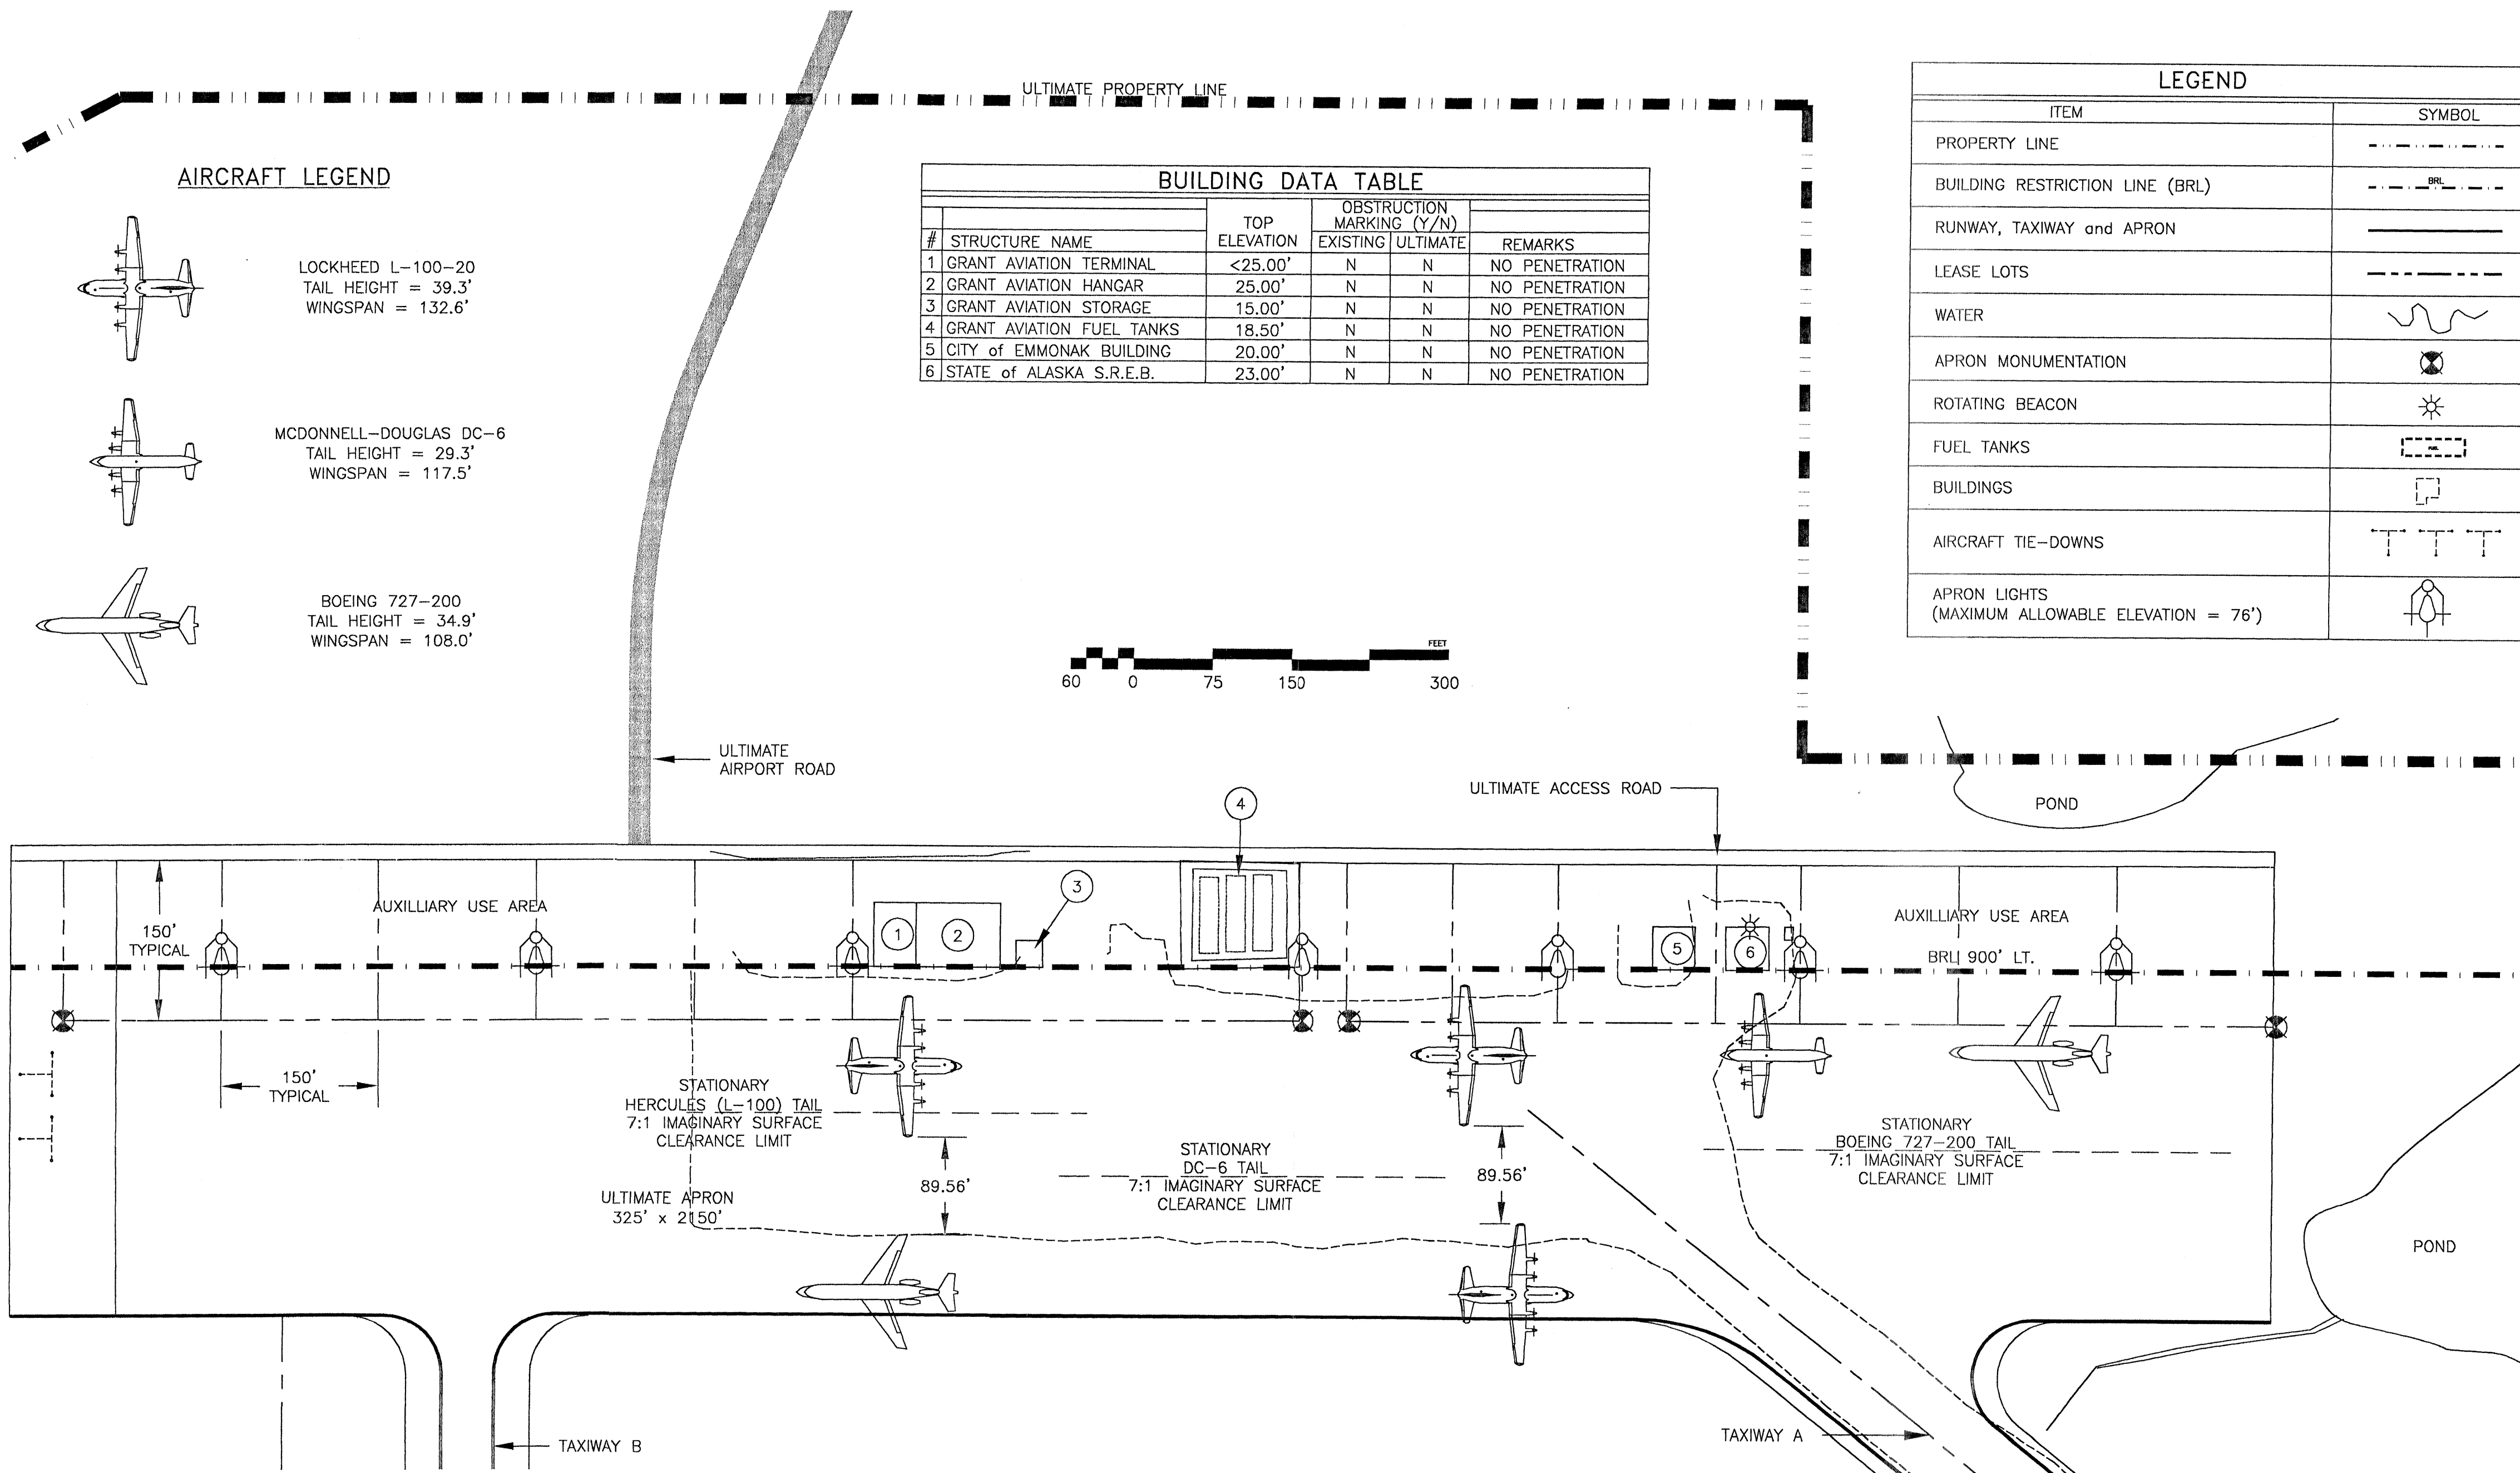 ULTIMATE PROPERTY LINE
AIRCRAFT LEGEND
LOCKHEED L-100-20
TAIL HEIGHT = 39.3'
WINGSPAN = 132.6'
MCDONNELL-DOUGLAS DC-6
TAIL HEIGHT = 29.3'
WINGSPAN = 117.5'
BOEING 727-200
TAIL HEIGHT = 34.9'
WINGSPAN = 108.0'
BUILDING DATA TABLE
# STRUCTURE NAME TOP ELEVATION OBSTRUCTION MARKING (Y/N) EXISTING ULTIMATE REMARKS
1 GRANT AVIATION TERMINAL <25.00' N N NO PENETRATION
2 GRANT AVIATION HANGAR 25.00' N N NO PENETRATION
3 GRANT AVIATION STORAGE 15.00' N N NO PENETRATION
4 GRANT AVIATION FUEL TANKS 18.50' N N NO PENETRATION
5 CITY of EMMONAK BUILDING 20.00' N N NO PENETRATION
6 STATE of ALASKA S.R.E.B. 23.00' N N NO PENETRATION
LEGEND
ITEM SYMBOL
PROPERTY LINE
BUILDING RESTRICTION LINE (BRL) BRL
RUNWAY, TAXIWAY and APRON
LEASE LOTS
WATER
APRON MONUMENTATION
ROTATING BEACON
FUEL TANKS FUEL
BUILDINGS
AIRCRAFT TIE-DOWNS
APRON LIGHTS
(MAXIMUM ALLOWABLE ELEVATION = 76')
FEET
60 0 75 150 300
ULTIMATE
AIRPORT ROAD
ULTIMATE ACCESS ROAD
POND
4
3
AUXILLIARY USE AREA
150'
TYPICAL
1
2
5
6
AUXILLIARY USE AREA
BRL 900' LT.
150'
TYPICAL
STATIONARY
HERCULES (L-100) TAIL
7:1 IMAGINARY SURFACE
CLEARANCE LIMIT
STATIONARY
DC-6 TAIL
7:1 IMAGINARY SURFACE
CLEARANCE LIMIT
STATIONARY
BOEING 727-200 TAIL
7:1 IMAGINARY SURFACE
CLEARANCE LIMIT
89.56'
89.56'
ULTIMATE APRON
325' x 2150'
POND
TAXIWAY B
TAXIWAY A